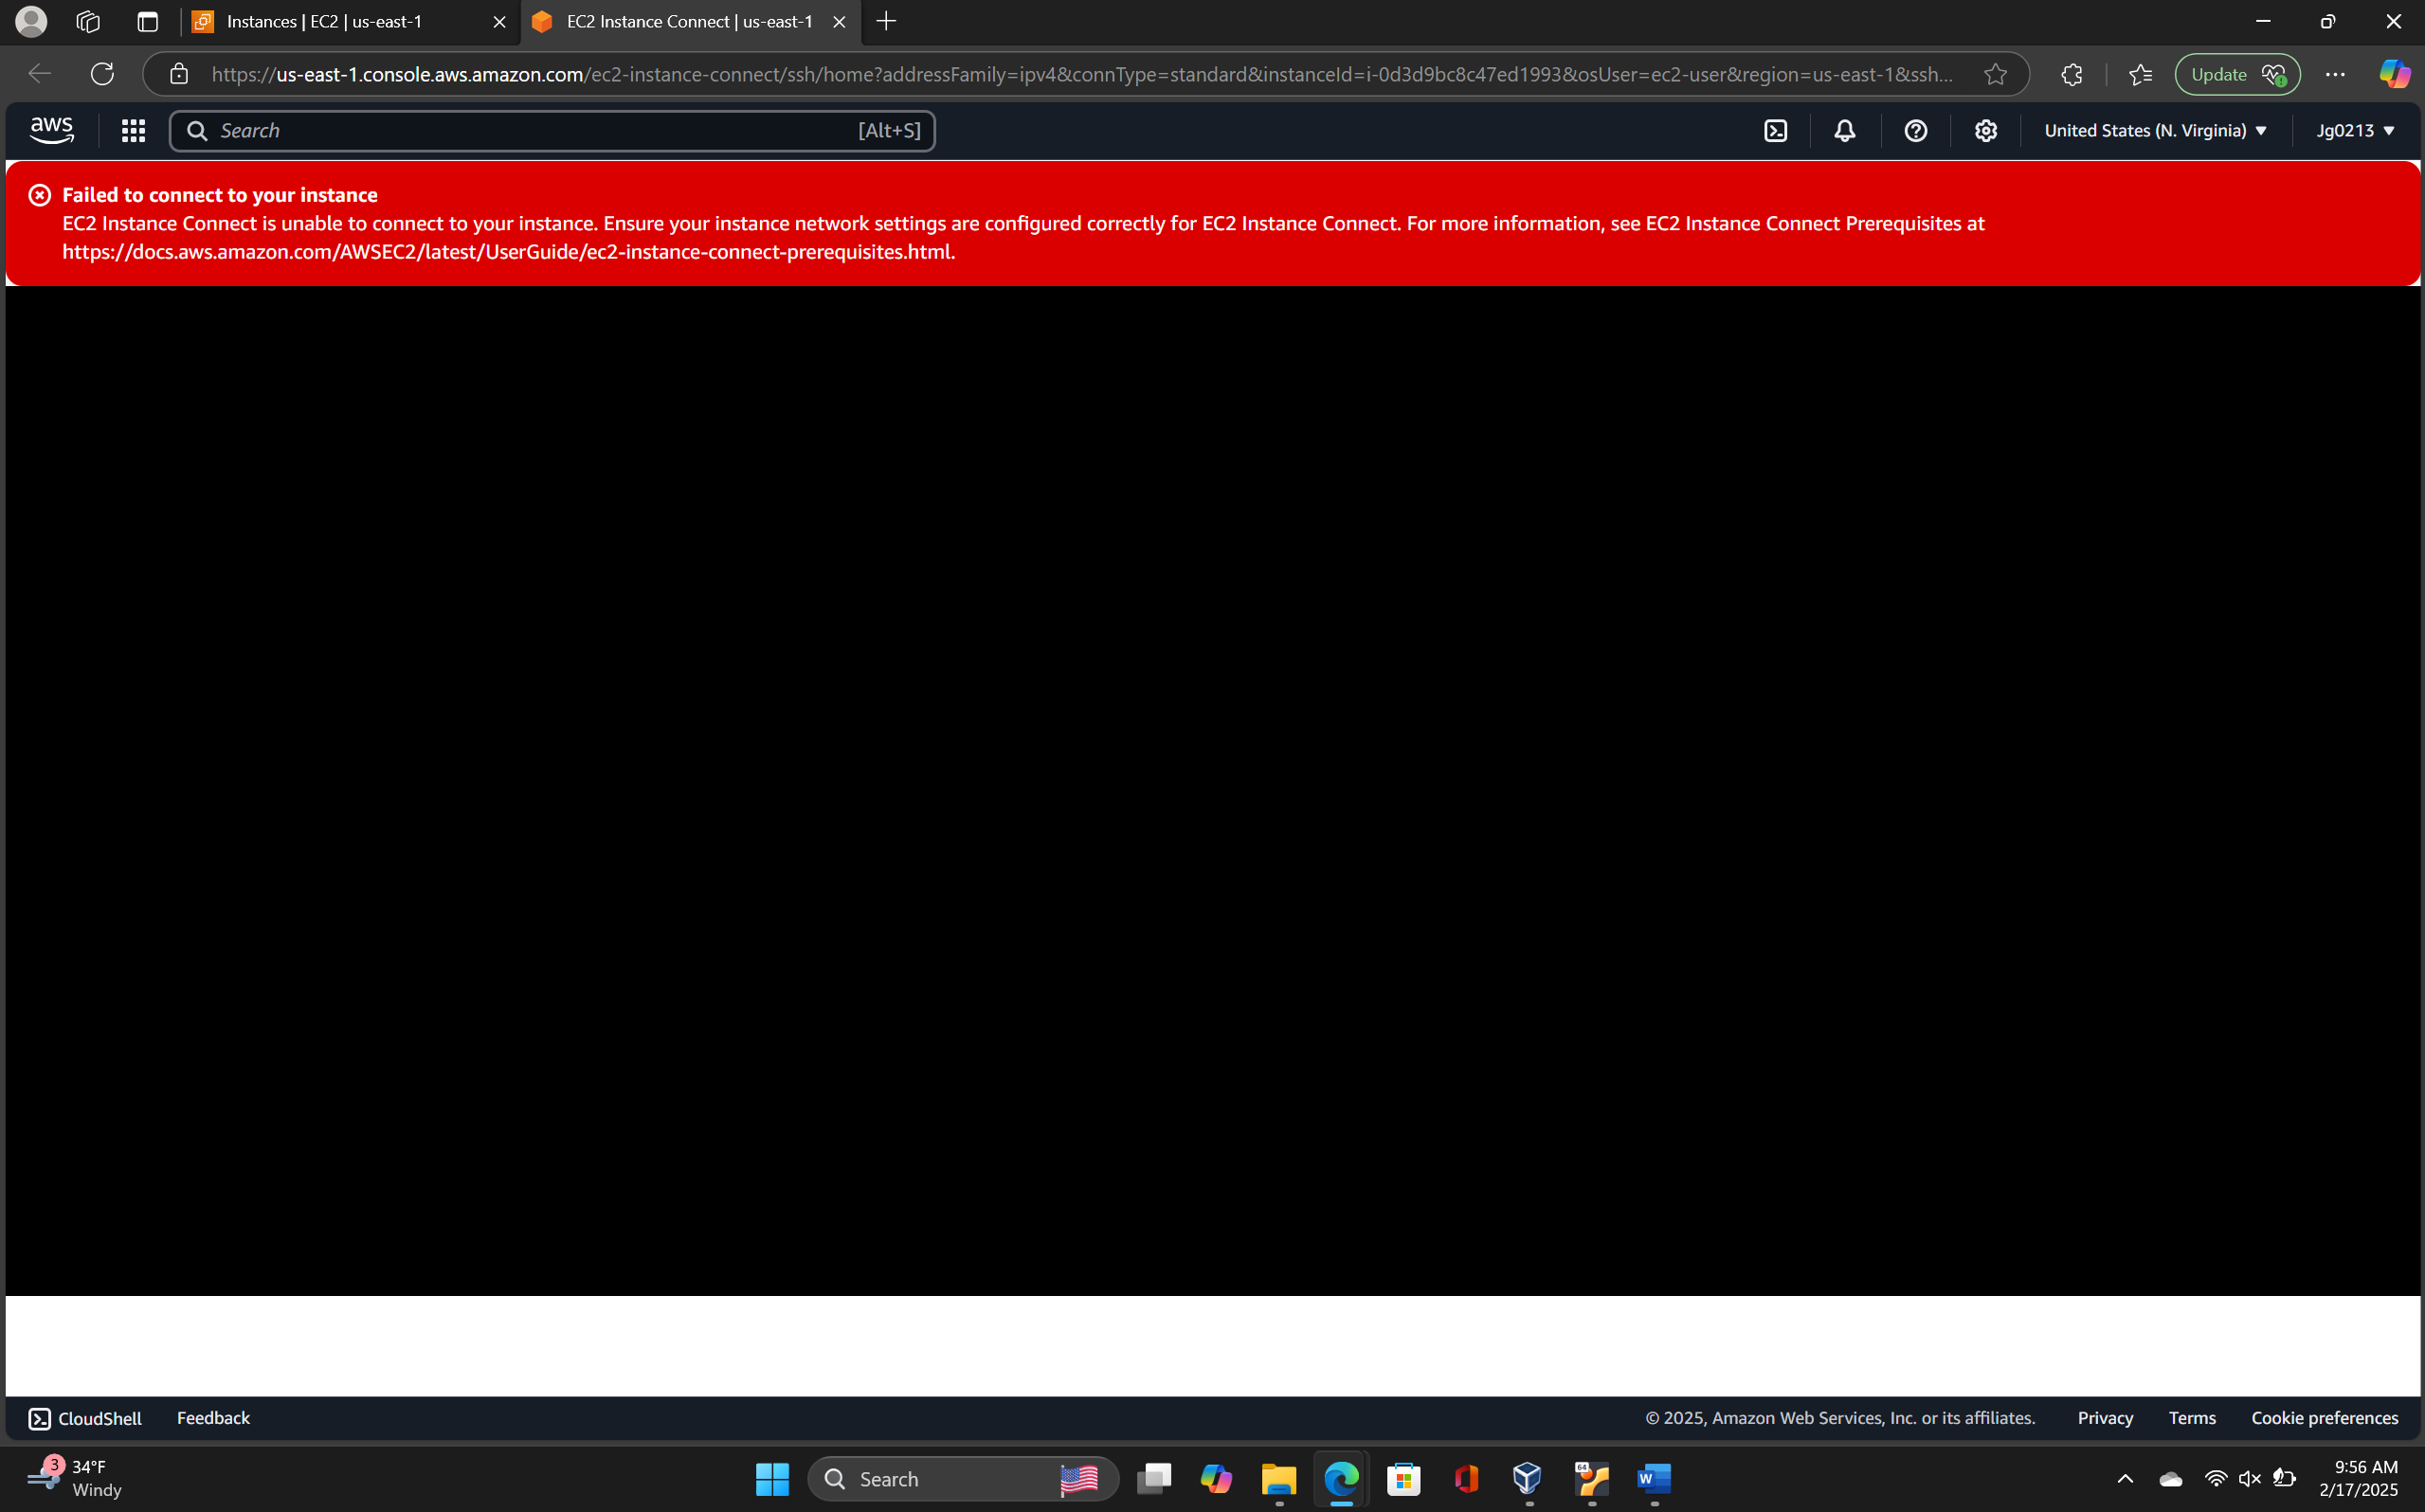 Instances | EC2 | us-east-1
EC2 Instance Connect | us-east-1
https://us-east-1.console.aws.amazon.com/ec2-instance-connect/ssh/home?addressFamily=ipv4&connType=standard&instanceId=i-0d3d9bc8c47ed1993&osUser=ec2-user&region=us-east-1&ssh...
Update
aws
Search
[Alt+S]
United States (N. Virginia)
Jg0213
Failed to connect to your instance
EC2 Instance Connect is unable to connect to your instance. Ensure your instance network settings are configured correctly for EC2 Instance Connect. For more information, see EC2 Instance Connect Prerequisites at
https://docs.aws.amazon.com/AWSEC2/latest/UserGuide/ec2-instance-connect-prerequisites.html.
CloudShell
Feedback
© 2025, Amazon Web Services, Inc. or its affiliates.
Privacy
Terms
Cookie preferences
3
34°F
Windy
Search
64
W
9:56 AM
2/17/2025